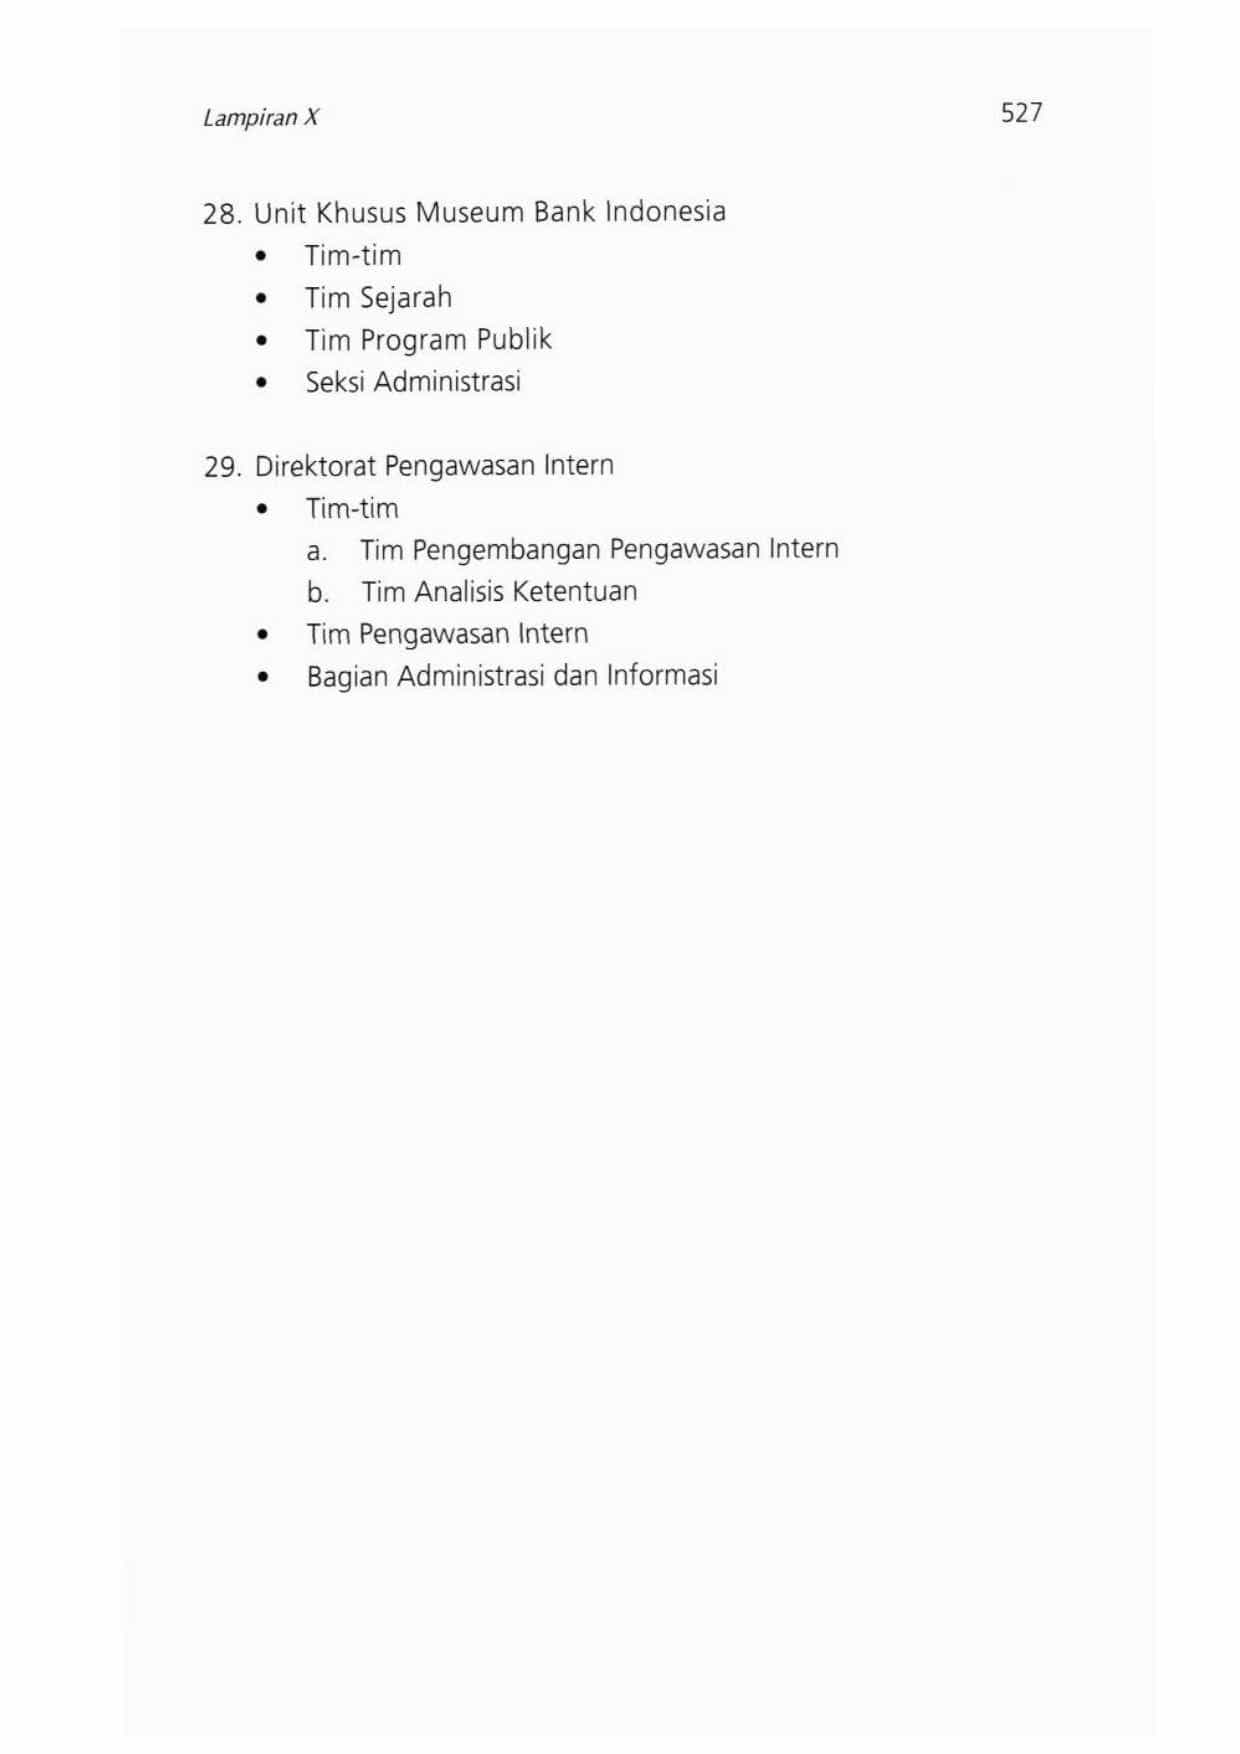 Lampiran X 527
28. Unit Khusus Museum Bank Indonesia
• Tim-tim
• Tim Sejarah
• Tim Program Publik
• Seksi Administrasi
29. Direktorat Pengawasan Intern
• Tim-tim
a. Tim Pengembangan Pengawasan Intern
b. Tim Analisis Ketentuan
• Tim Pengawasan Intern
• Bagian Administrasi dan Informasi